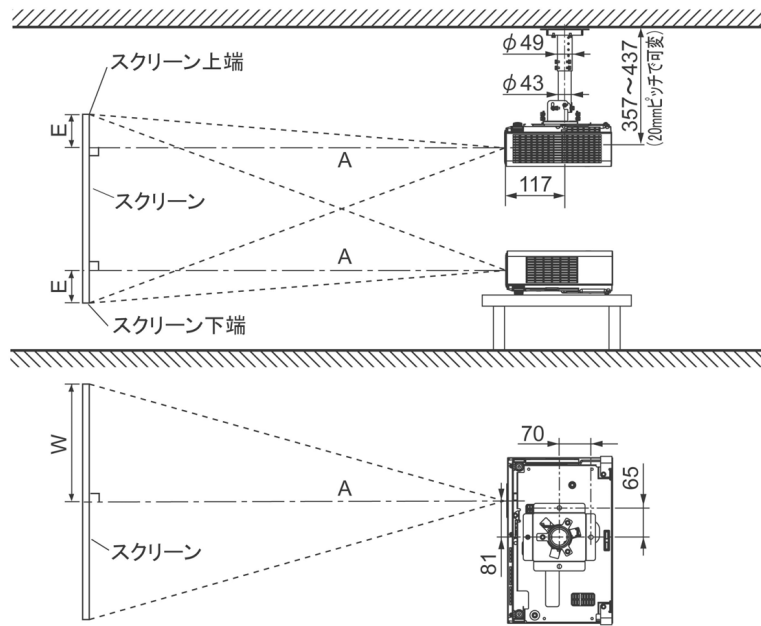 スクリーン上端
φ49
φ43
357～437
(20mmピッチで可変)
E
A
117
スクリーン
A
E
スクリーン下端
W
A
スクリーン
70
65
81